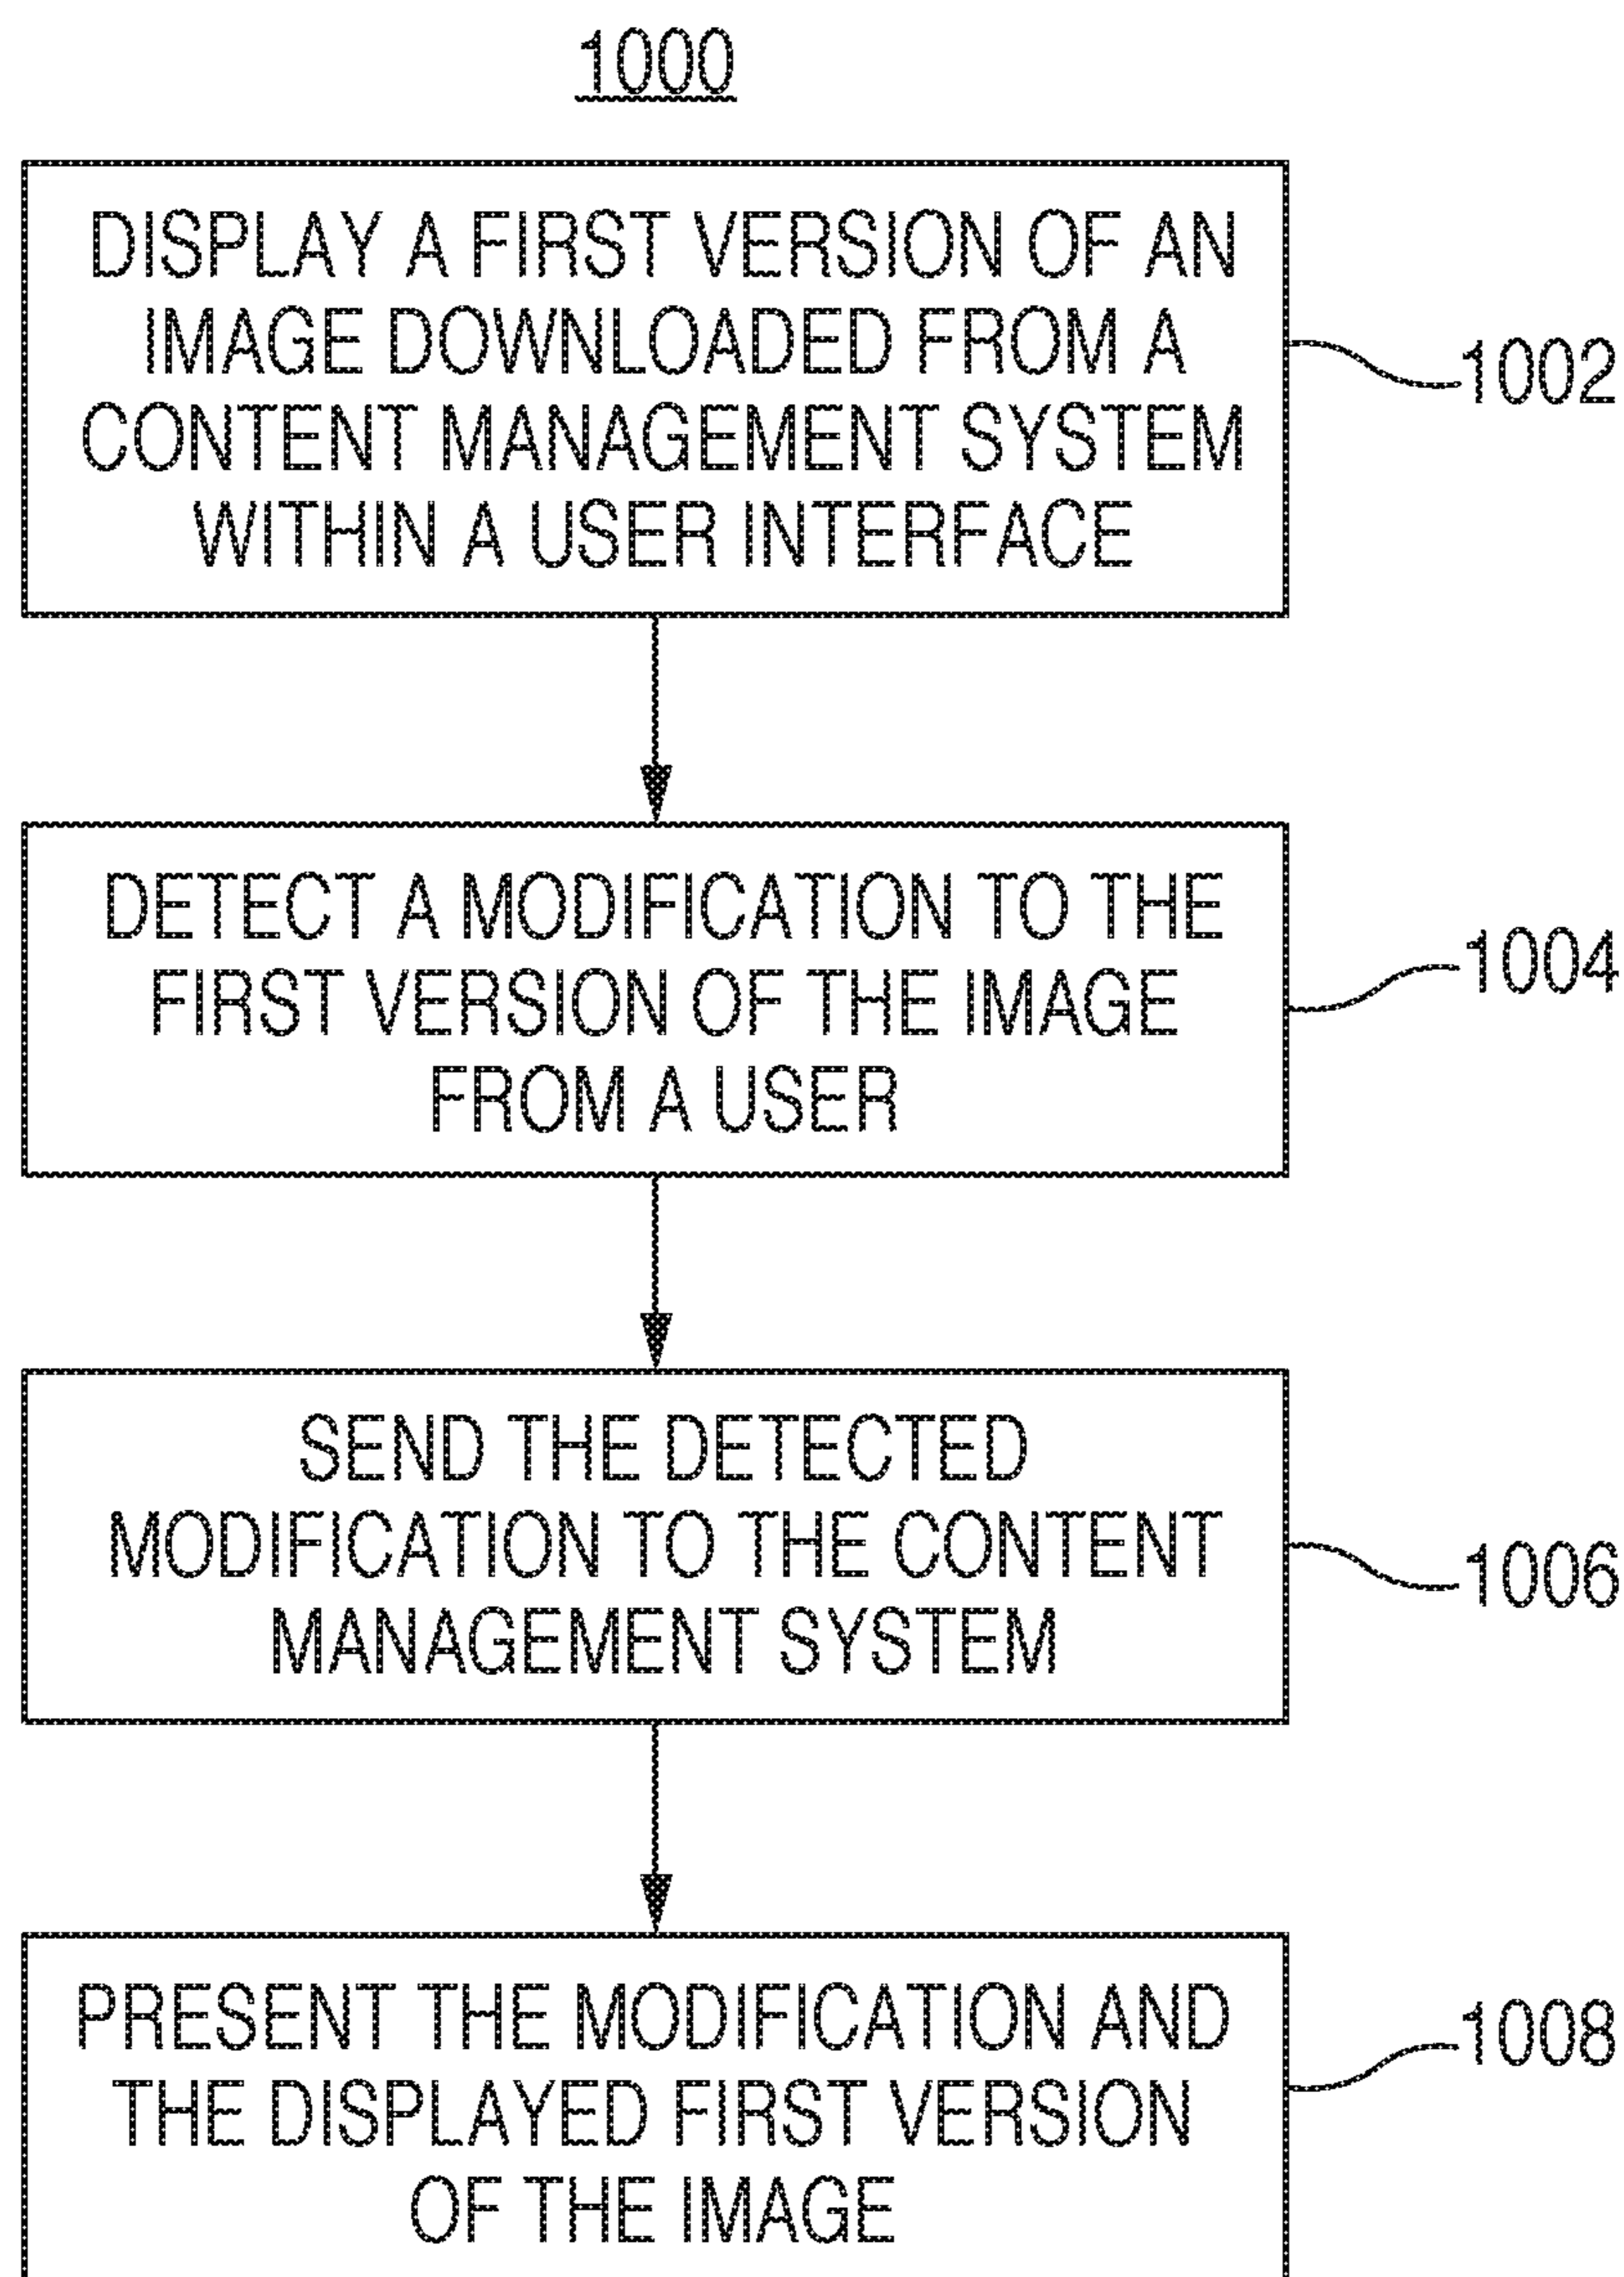 1000
DISPLAY A FIRST VERSION OF AN
IMAGE DOWNLOADED FROM A
CONTENT MANAGEMENT SYSTEM
WITHIN A USER INTERFACE
1002
DETECT A MODIFICATION TO THE
FIRST VERSION OF THE IMAGE
FROM A USER
1004
SEND THE DETECTED
MODIFICATION TO THE CONTENT
MANAGEMENT SYSTEM
1006
PRESENT THE MODIFICATION AND
THE DISPLAYED FIRST VERSION
OF THE IMAGE
1008